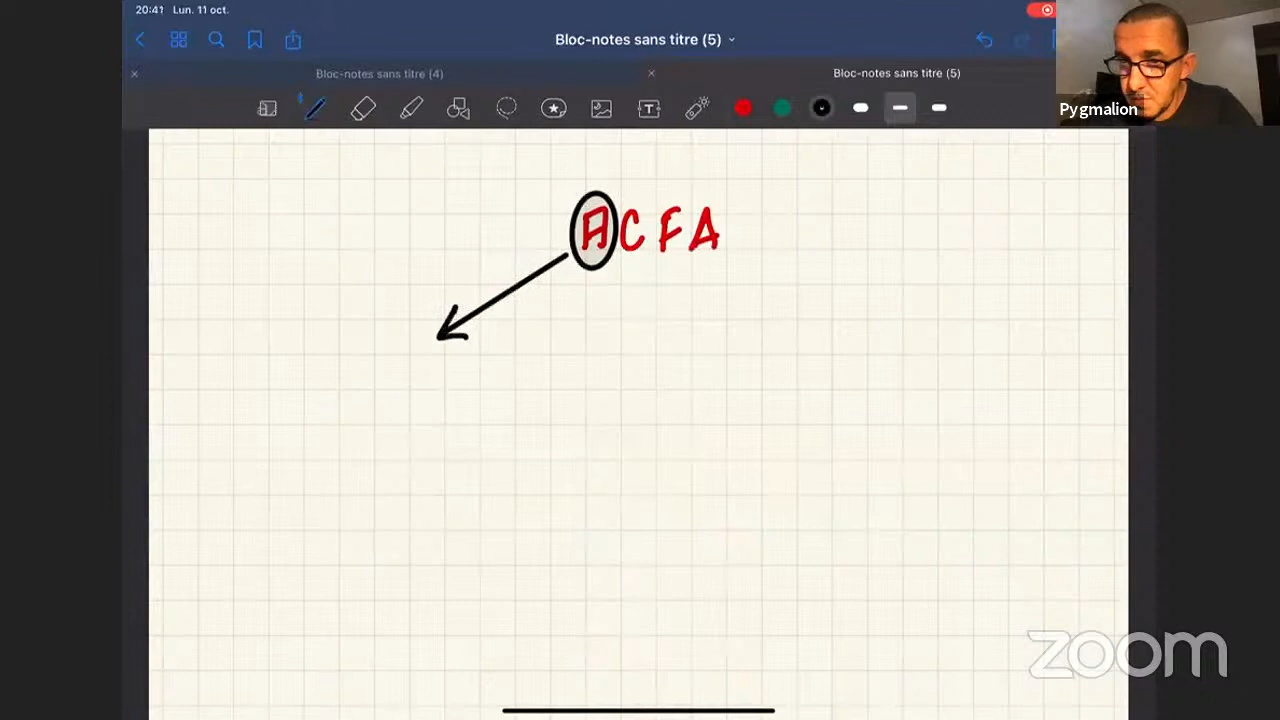 20:41 Lun. 11 oct.
Bloc-notes sans titre (5)
Bloc-notes sans titre (4)
Bloc-notes sans titre (5)
Pygmalion
ACFA
zoom